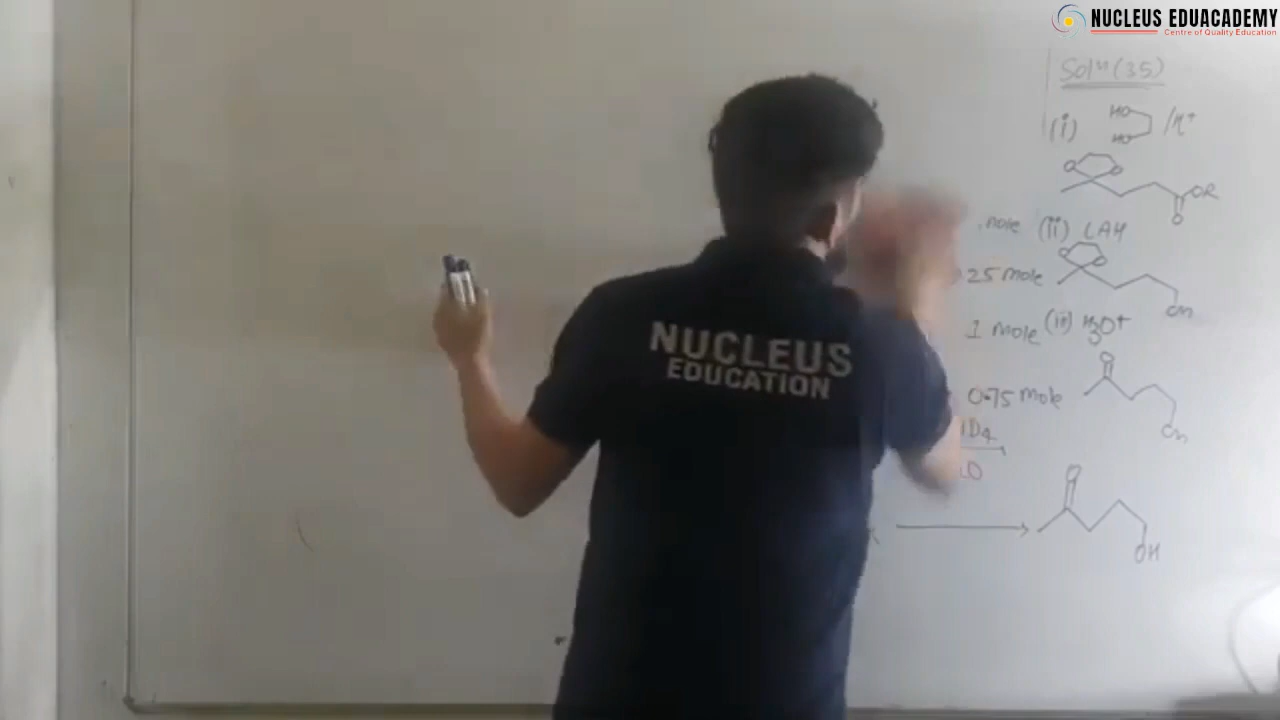 NUCLEUS EDUACADEMY
Centre of Quality Education
Solⁿ (35)
(i) HO HO /H⁺
O O
OR
O
mole (ii) LAH
O O
25 mole
OH
1 mole (iii) H₃O⁺
O
0.75 mole
OH
O
OH
NUCLEUS
EDUCATION